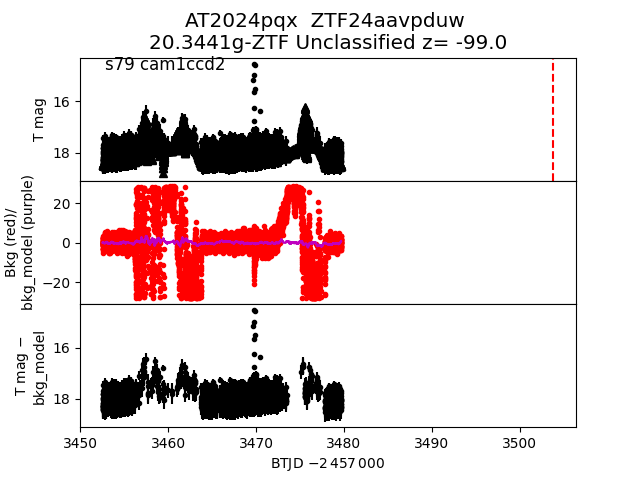 AT2024pqx  ZTF24aavpduw
20.3441g-ZTF Unclassified z= -99.0
s79 cam1ccd2
T mag
16
18
Bkg (red)/
bkg_model (purple)
20
0
−20
T mag −
bkg_model
16
18
3450 3460 3470 3480 3490 3500
BTJD −2 457 000